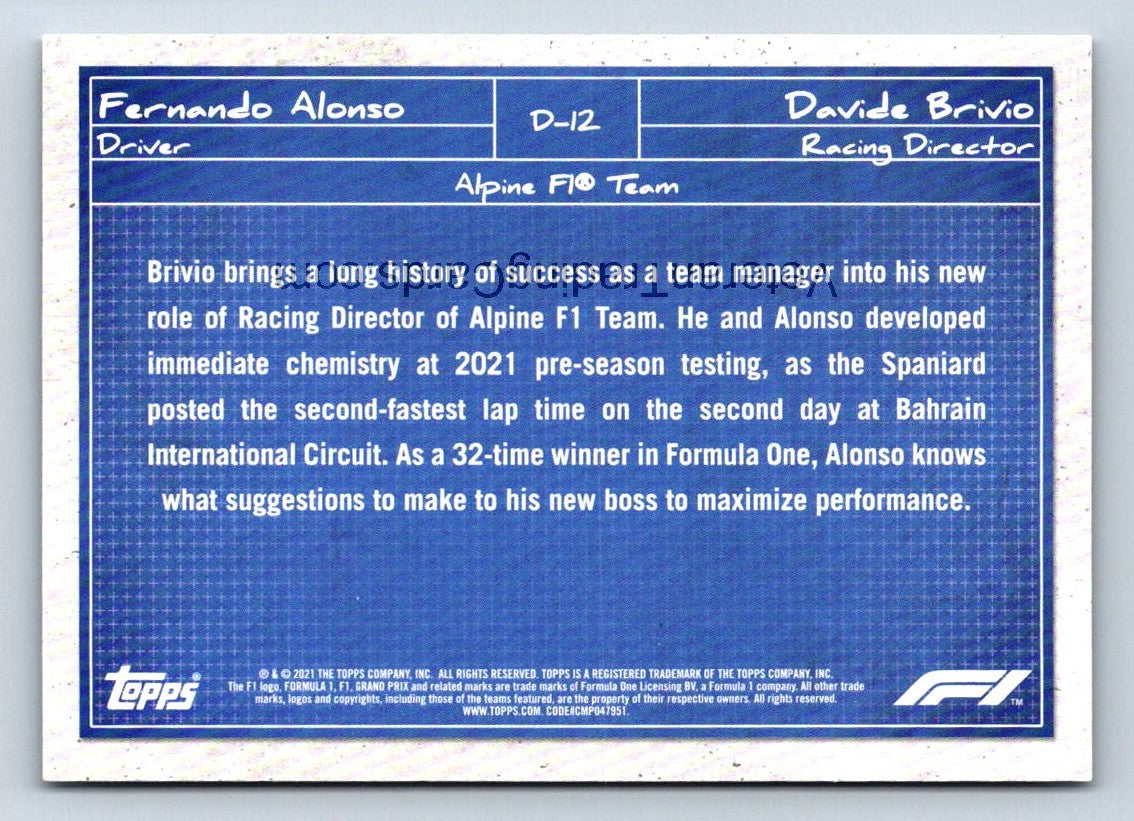 Fernando Alonso
D-12
Davide Brivio
Driver
Racing Director
Alpine F1® Team
Brivio brings a long history of success as a team manager into his new
role of Racing Director of Alpine F1 Team. He and Alonso developed
immediate chemistry at 2021 pre-season testing, as the Spaniard
posted the second-fastest lap time on the second day at Bahrain
International Circuit. As a 32-time winner in Formula One, Alonso knows
what suggestions to make to his new boss to maximize performance.
VeteranTradingCards.com
topps®
® & © 2021 THE TOPPS COMPANY, INC. ALL RIGHTS RESERVED. TOPPS IS A REGISTERED TRADEMARK OF THE TOPPS COMPANY, INC.
The F1 logo, FORMULA 1, F1, GRAND PRIX and related marks are trade marks of Formula One Licensing BV, a Formula 1 company. All other trade
marks, logos and copyrights, including those of the teams featured, are the property of their respective owners. All rights reserved.
WWW.TOPPS.COM. CODE#CMP047951.
F1™